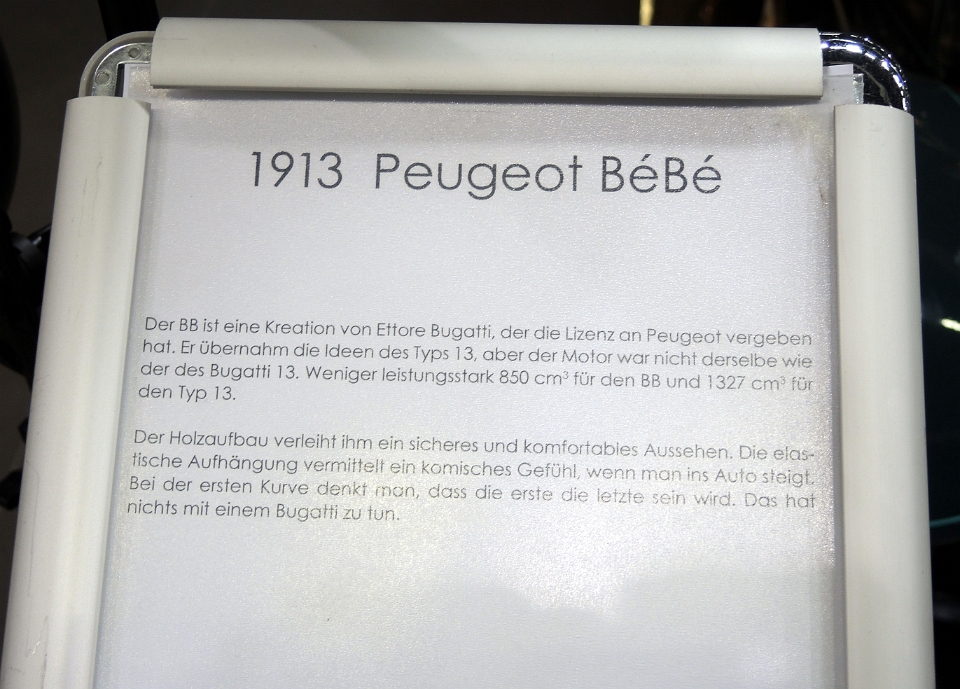 1913 Peugeot BéBé
Der BB ist eine Kreation von Ettore Bugatti, der die Lizenz an Peugeot vergeben
hat. Er übernahm die Ideen des Typs 13, aber der Motor war nicht derselbe wie
der des Bugatti 13. Weniger leistungsstark 850 cm³ für den BB und 1327 cm³ für
den Typ 13.
Der Holzaufbau verleiht ihm ein sicheres und komfortables Aussehen. Die elas-
tische Aufhängung vermittelt ein komisches Gefühl, wenn man ins Auto steigt.
Bei der ersten Kurve denkt man, dass die erste die letzte sein wird. Das hat
nichts mit einem Bugatti zu tun.